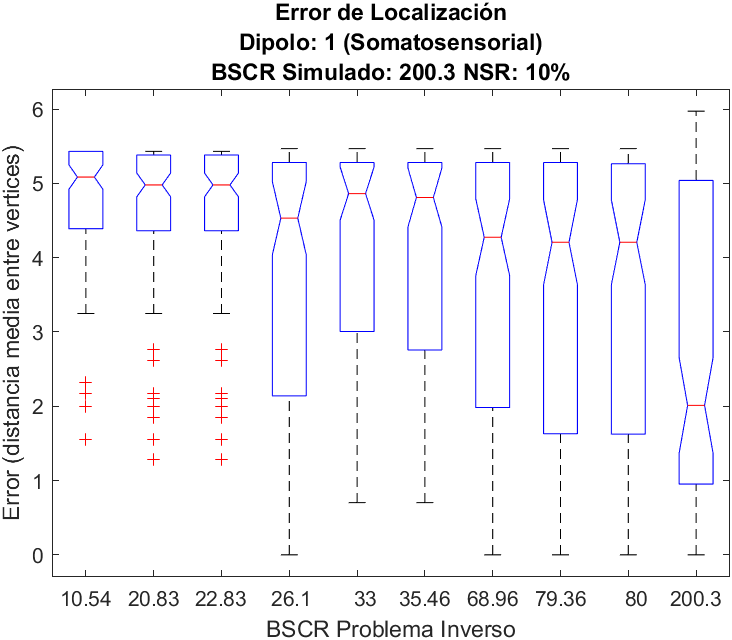 Error de Localización
Dipolo: 1 (Somatosensorial)
BSCR Simulado: 200.3 NSR: 10%
Error (distancia media entre vertices)
6
5
4
3
2
1
0
10.54 20.83 22.83 26.1 33 35.46 68.96 79.36 80 200.3
BSCR Problema Inverso